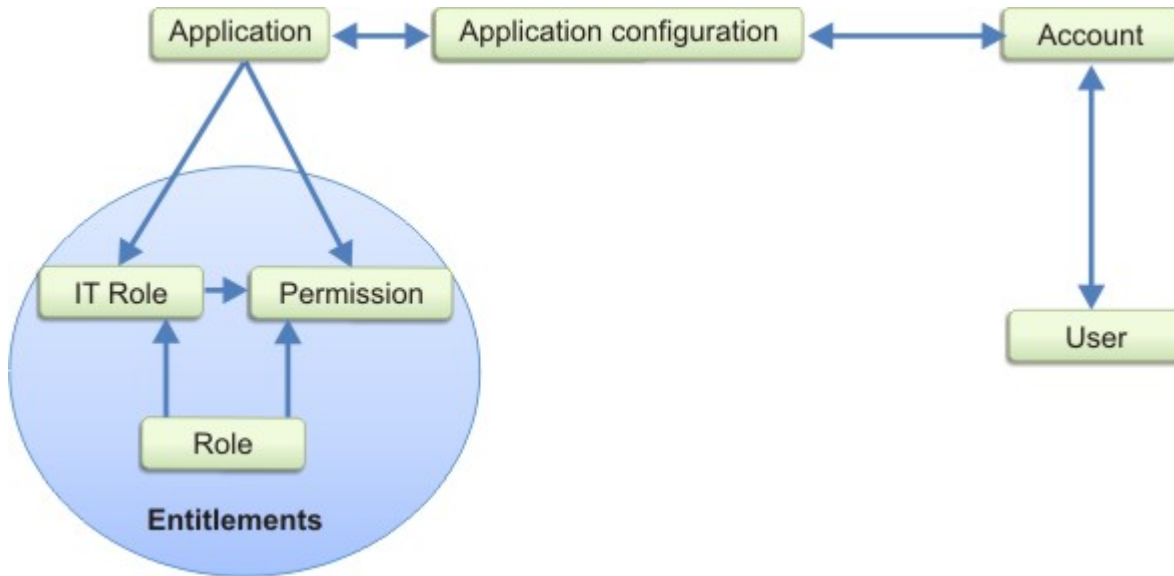 Application
Application configuration
Account
IT Role
Permission
User
Role
Entitlements